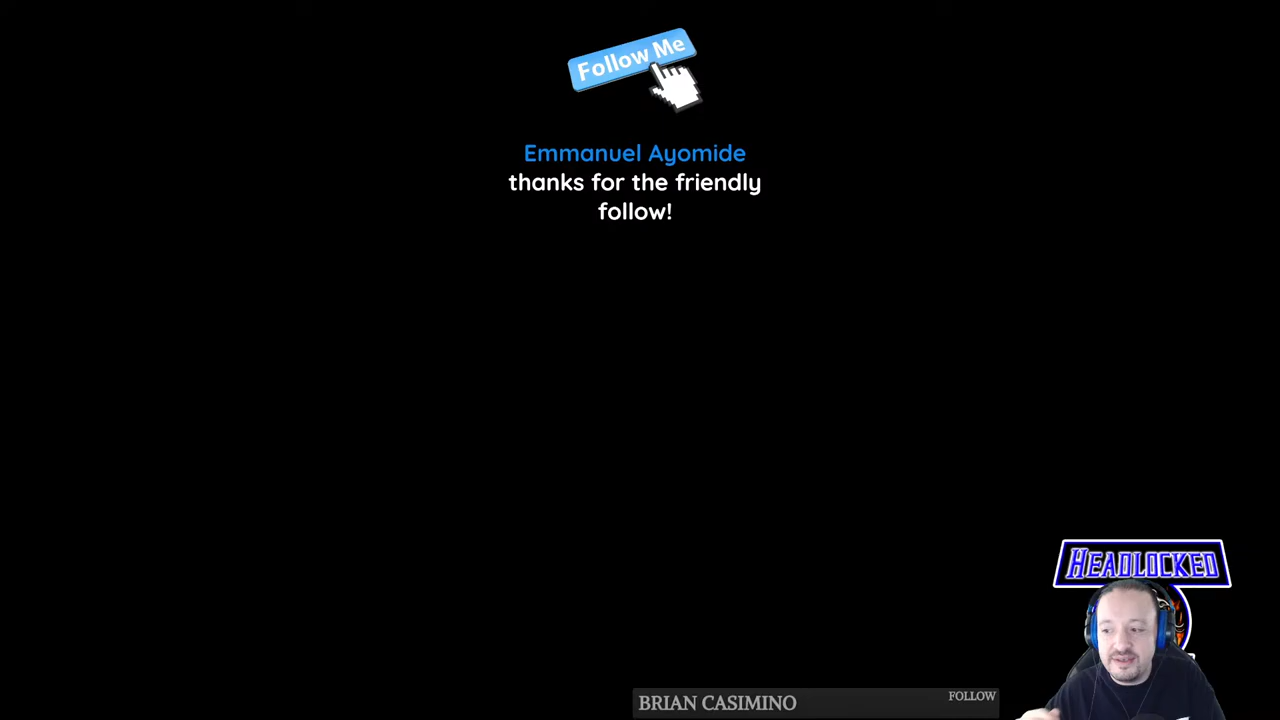 Follow Me
Emmanuel Ayomide
thanks for the friendly
follow!
HEADLOCKED
BRIAN CASIMINO
FOLLOW